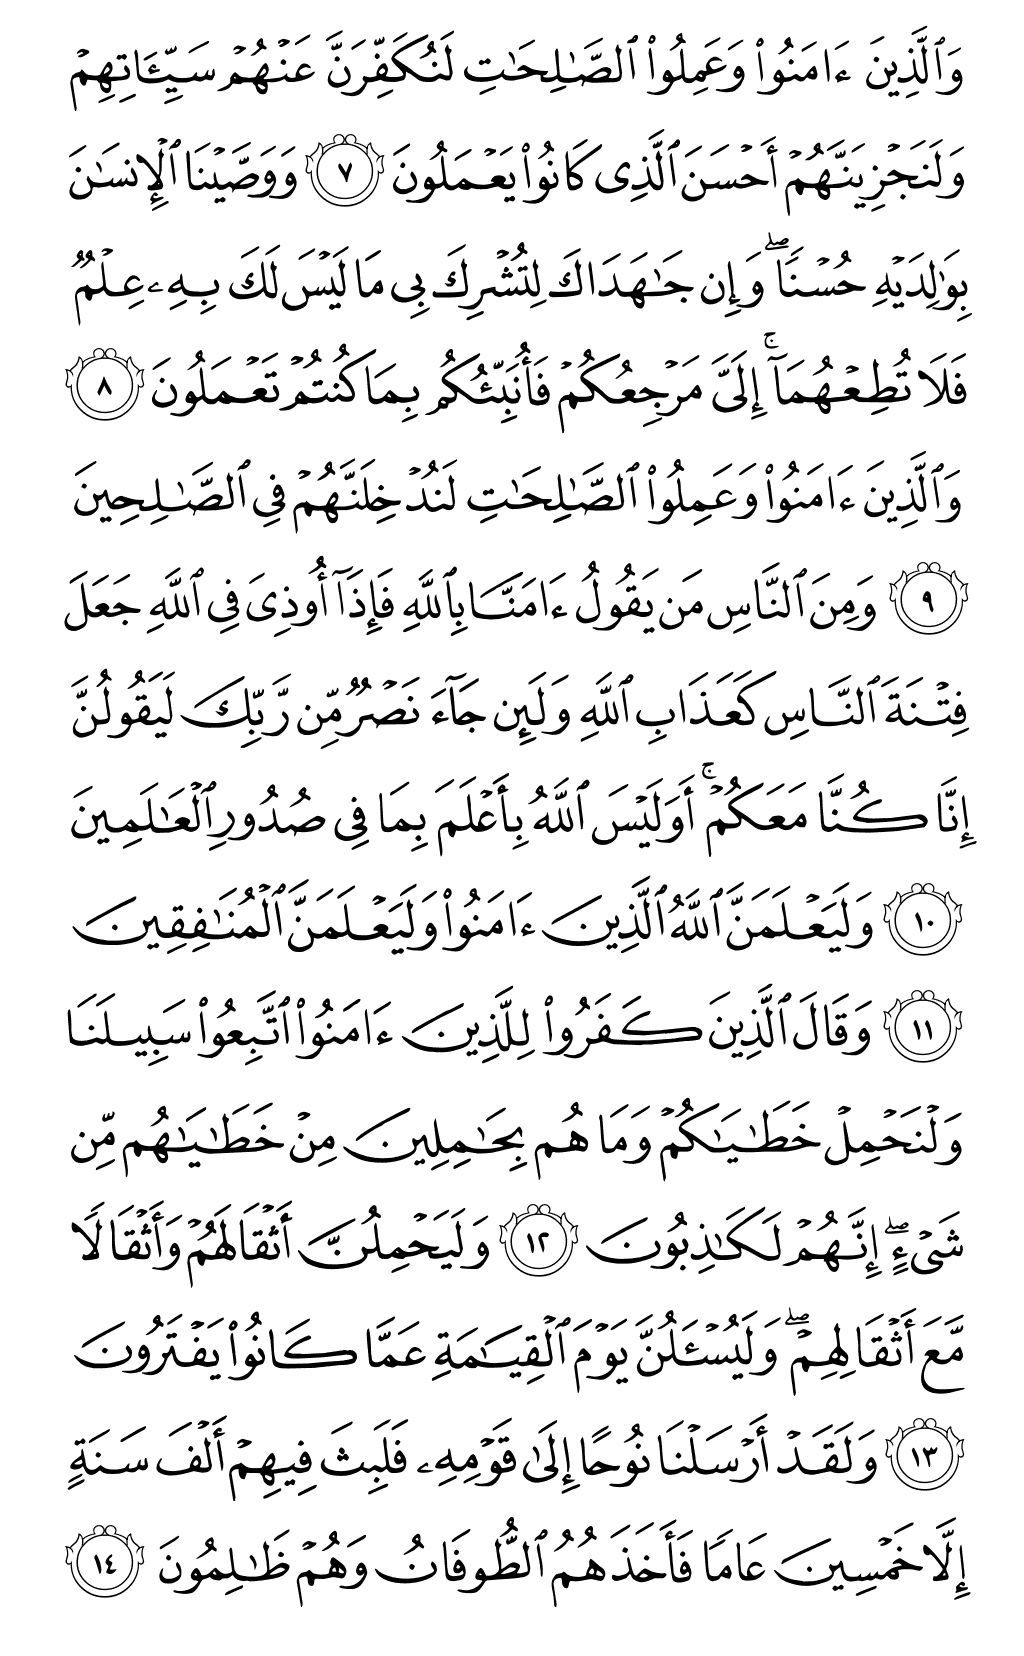 وَٱلَّذِينَ ءَامَنُوا۟ وَعَمِلُوا۟ ٱلصَّـٰلِحَـٰتِ لَنُكَفِّرَنَّ عَنْهُمْ سَيِّـَٔاتِهِمْ
وَلَنَجْزِيَنَّهُمْ أَحْسَنَ ٱلَّذِى كَانُوا۟ يَعْمَلُونَ ٧ وَوَصَّيْنَا ٱلْإِنسَـٰنَ
بِوَٰلِدَيْهِ حُسْنًا ۖ وَإِن جَـٰهَدَاكَ لِتُشْرِكَ بِى مَا لَيْسَ لَكَ بِهِۦ عِلْمٌ
فَلَا تُطِعْهُمَآ ۚ إِلَىَّ مَرْجِعُكُمْ فَأُنَبِّئُكُم بِمَا كُنتُمْ تَعْمَلُونَ ٨
وَٱلَّذِينَ ءَامَنُوا۟ وَعَمِلُوا۟ ٱلصَّـٰلِحَـٰتِ لَنُدْخِلَنَّهُمْ فِى ٱلصَّـٰلِحِينَ
٩ وَمِنَ ٱلنَّاسِ مَن يَقُولُ ءَامَنَّا بِٱللَّهِ فَإِذَآ أُوذِىَ فِى ٱللَّهِ جَعَلَ
فِتْنَةَ ٱلنَّاسِ كَعَذَابِ ٱللَّهِ وَلَئِن جَآءَ نَصْرٌ مِّن رَّبِّكَ لَيَقُولُنَّ
إِنَّا كُنَّا مَعَكُمْ ۚ أَوَلَيْسَ ٱللَّهُ بِأَعْلَمَ بِمَا فِى صُدُورِ ٱلْعَـٰلَمِينَ
١٠ وَلَيَعْلَمَنَّ ٱللَّهُ ٱلَّذِينَ ءَامَنُوا۟ وَلَيَعْلَمَنَّ ٱلْمُنَـٰفِقِينَ
١١ وَقَالَ ٱلَّذِينَ كَفَرُوا۟ لِلَّذِينَ ءَامَنُوا۟ ٱتَّبِعُوا۟ سَبِيلَنَا
وَلْنَحْمِلْ خَطَـٰيَـٰكُمْ وَمَا هُم بِحَـٰمِلِينَ مِنْ خَطَـٰيَـٰهُم مِّن
شَىْءٍ ۖ إِنَّهُمْ لَكَـٰذِبُونَ ١٢ وَلَيَحْمِلُنَّ أَثْقَالَهُمْ وَأَثْقَالًا
مَّعَ أَثْقَالِهِمْ ۖ وَلَيُسْـَٔلُنَّ يَوْمَ ٱلْقِيَـٰمَةِ عَمَّا كَانُوا۟ يَفْتَرُونَ
١٣ وَلَقَدْ أَرْسَلْنَا نُوحًا إِلَىٰ قَوْمِهِۦ فَلَبِثَ فِيهِمْ أَلْفَ سَنَةٍ
إِلَّا خَمْسِينَ عَامًا فَأَخَذَهُمُ ٱلطُّوفَانُ وَهُمْ ظَـٰلِمُونَ ١٤